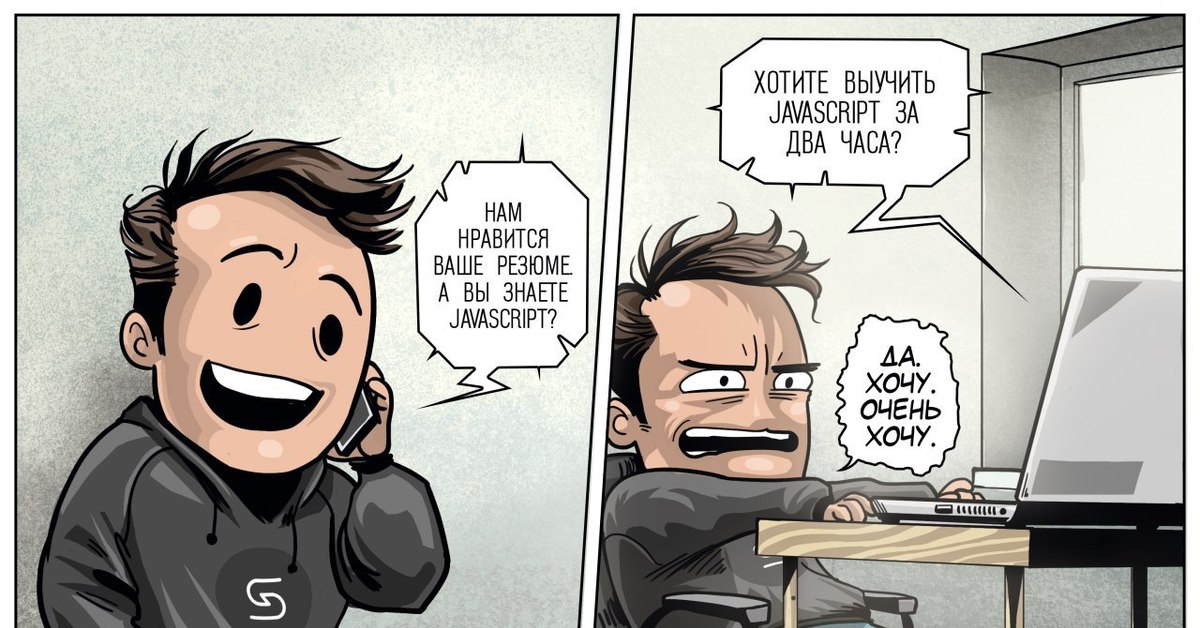 НАМ
НРАВИТСЯ
ВАШЕ РЕЗЮМЕ.
А ВЫ ЗНАЕТЕ
JAVASCRIPT?
ХОТИТЕ ВЫУЧИТЬ
JAVASCRIPT ЗА
ДВА ЧАСА?
ДА.
ХОЧУ.
ОЧЕНЬ
ХОЧУ.